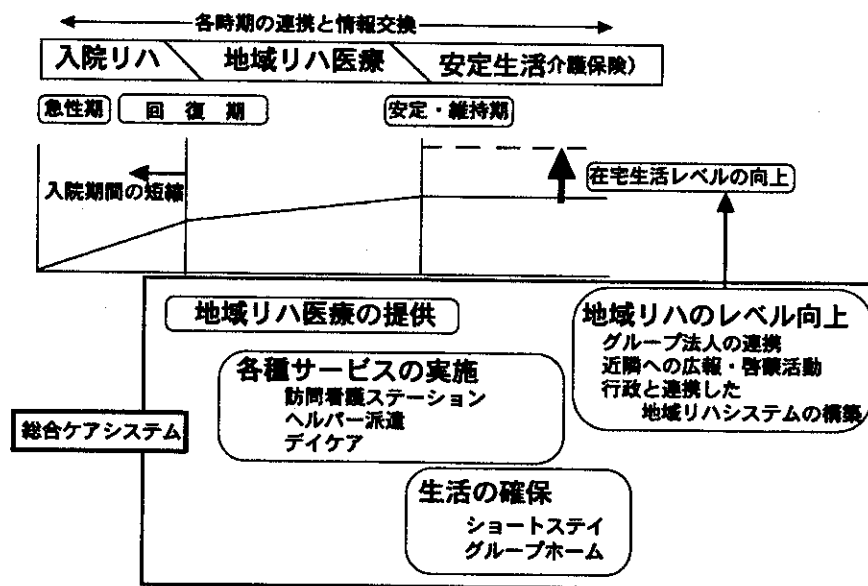 各時期の連携と情報交換
入院リハ 地域リハ医療 安定生活介護保険）
急性期 回復期 安定・維持期
入院期間の短縮
在宅生活レベルの向上
地域リハ医療の提供
地域リハのレベル向上
グループ法人の連携
近隣への広報・啓蒙活動
行政と連携した
地域リハシステムの構築
各種サービスの実施
訪問看護ステーション
ヘルパー派遣
デイケア
総合ケアシステム
生活の確保
ショートステイ
グループホーム